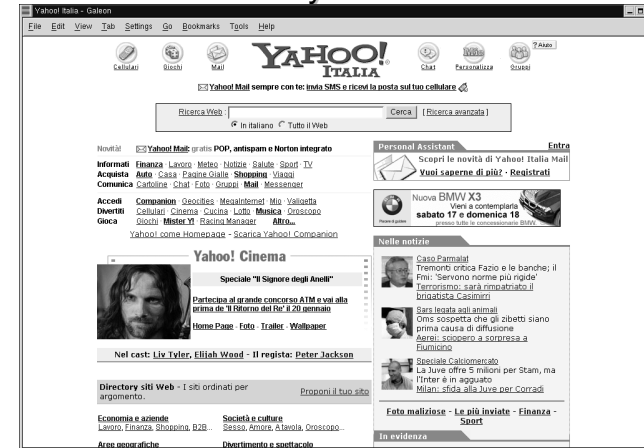 Yahoo! Italia - Galeon
File Edit View Tab Settings Go Bookmarks Tools Help
Cellulari Giochi Mail YAHOO! ITALIA Chat Mio Personalizza Gruppi ? Aiuto
Yahoo! Mail sempre con te: invia SMS e ricevi la posta sul tuo cellulare
Ricerca Web : Cerca [ Ricerca avanzata ]
In italiano Tutto il Web
Novità! Yahoo! Mail: gratis POP, antispam e Norton integrato
Informati Finanza · Lavoro · Meteo · Notizie · Salute · Sport · TV
Acquista Auto · Casa · Pagine Gialle · Shopping · Viaggi
Comunica Cartoline · Chat · Foto · Gruppi · Mail · Messenger
Accedi Companion · Geocities · MegaInternet · Mio · Valigetta
Divertiti Cellulari · Cinema · Cucina · Lotto · Musica · Oroscopo
Gioca Giochi Mister Y! · Racing Manager Altro...
Yahoo! come Homepage - Scarica Yahoo! Companion
Yahoo! Cinema
Speciale "Il Signore degli Anelli"
Partecipa al grande concorso ATM e vai alla
prima de 'Il Ritorno del Re' il 20 gennaio
Home Page - Foto - Trailer - Wallpaper
Nel cast: Liv Tyler, Elijah Wood - Il regista: Peter Jackson
Directory siti Web - I siti ordinati per
argomento.
Proponi il tuo sito
Economia e aziende
Lavoro, Finanza, Shopping, B2B...
Società e culture
Sesso, Amore, A tavola, Oroscopo...
Aree geografiche
Divertimento e spettacolo
Personal Assistant Entra
Scopri le novità di Yahoo! Italia Mail
Vuoi saperne di più? · Registrati
Nuova BMW X3
Vieni a contemplarla
sabato 17 e domenica 18
presso tutte le concessionarie BMW.
Nelle notizie
Caso Parmalat
Tremonti critica Fazio e le banche; il
Fmi: 'Servono norme più rigide'
Terrorismo: sarà rimpatriato il
brigatista Casimirri
Sars legata agli animali
Oms sospetta che gli zibetti siano
prima causa di diffusione
Aerei: sciopero a sorpresa a
Fiumicino
Speciale Calciomercato
La Juve offre 5 milioni per Stam, ma
l'Inter è in agguato
Milan: sfida alla Juve per Corradi
Foto maliziose - Le più inviate - Finanza -
Sport
In evidenza